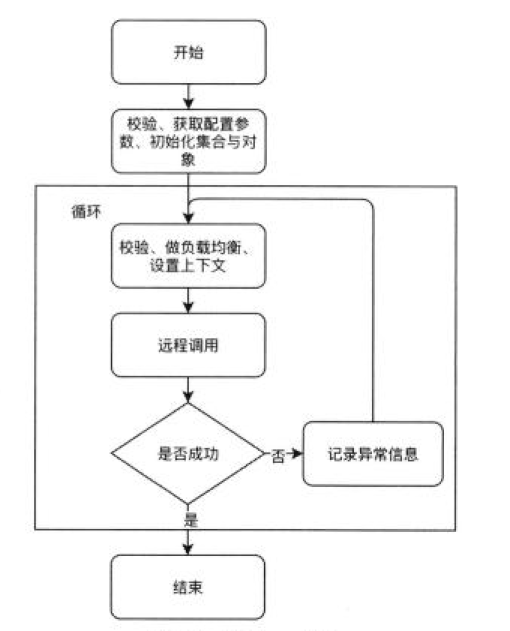 开始
校验、获取配置参
数、初始化集合与对
象
循环
校验、做负载均衡、
设置上下文
远程调用
是否成功
否
记录异常信息
是
结束